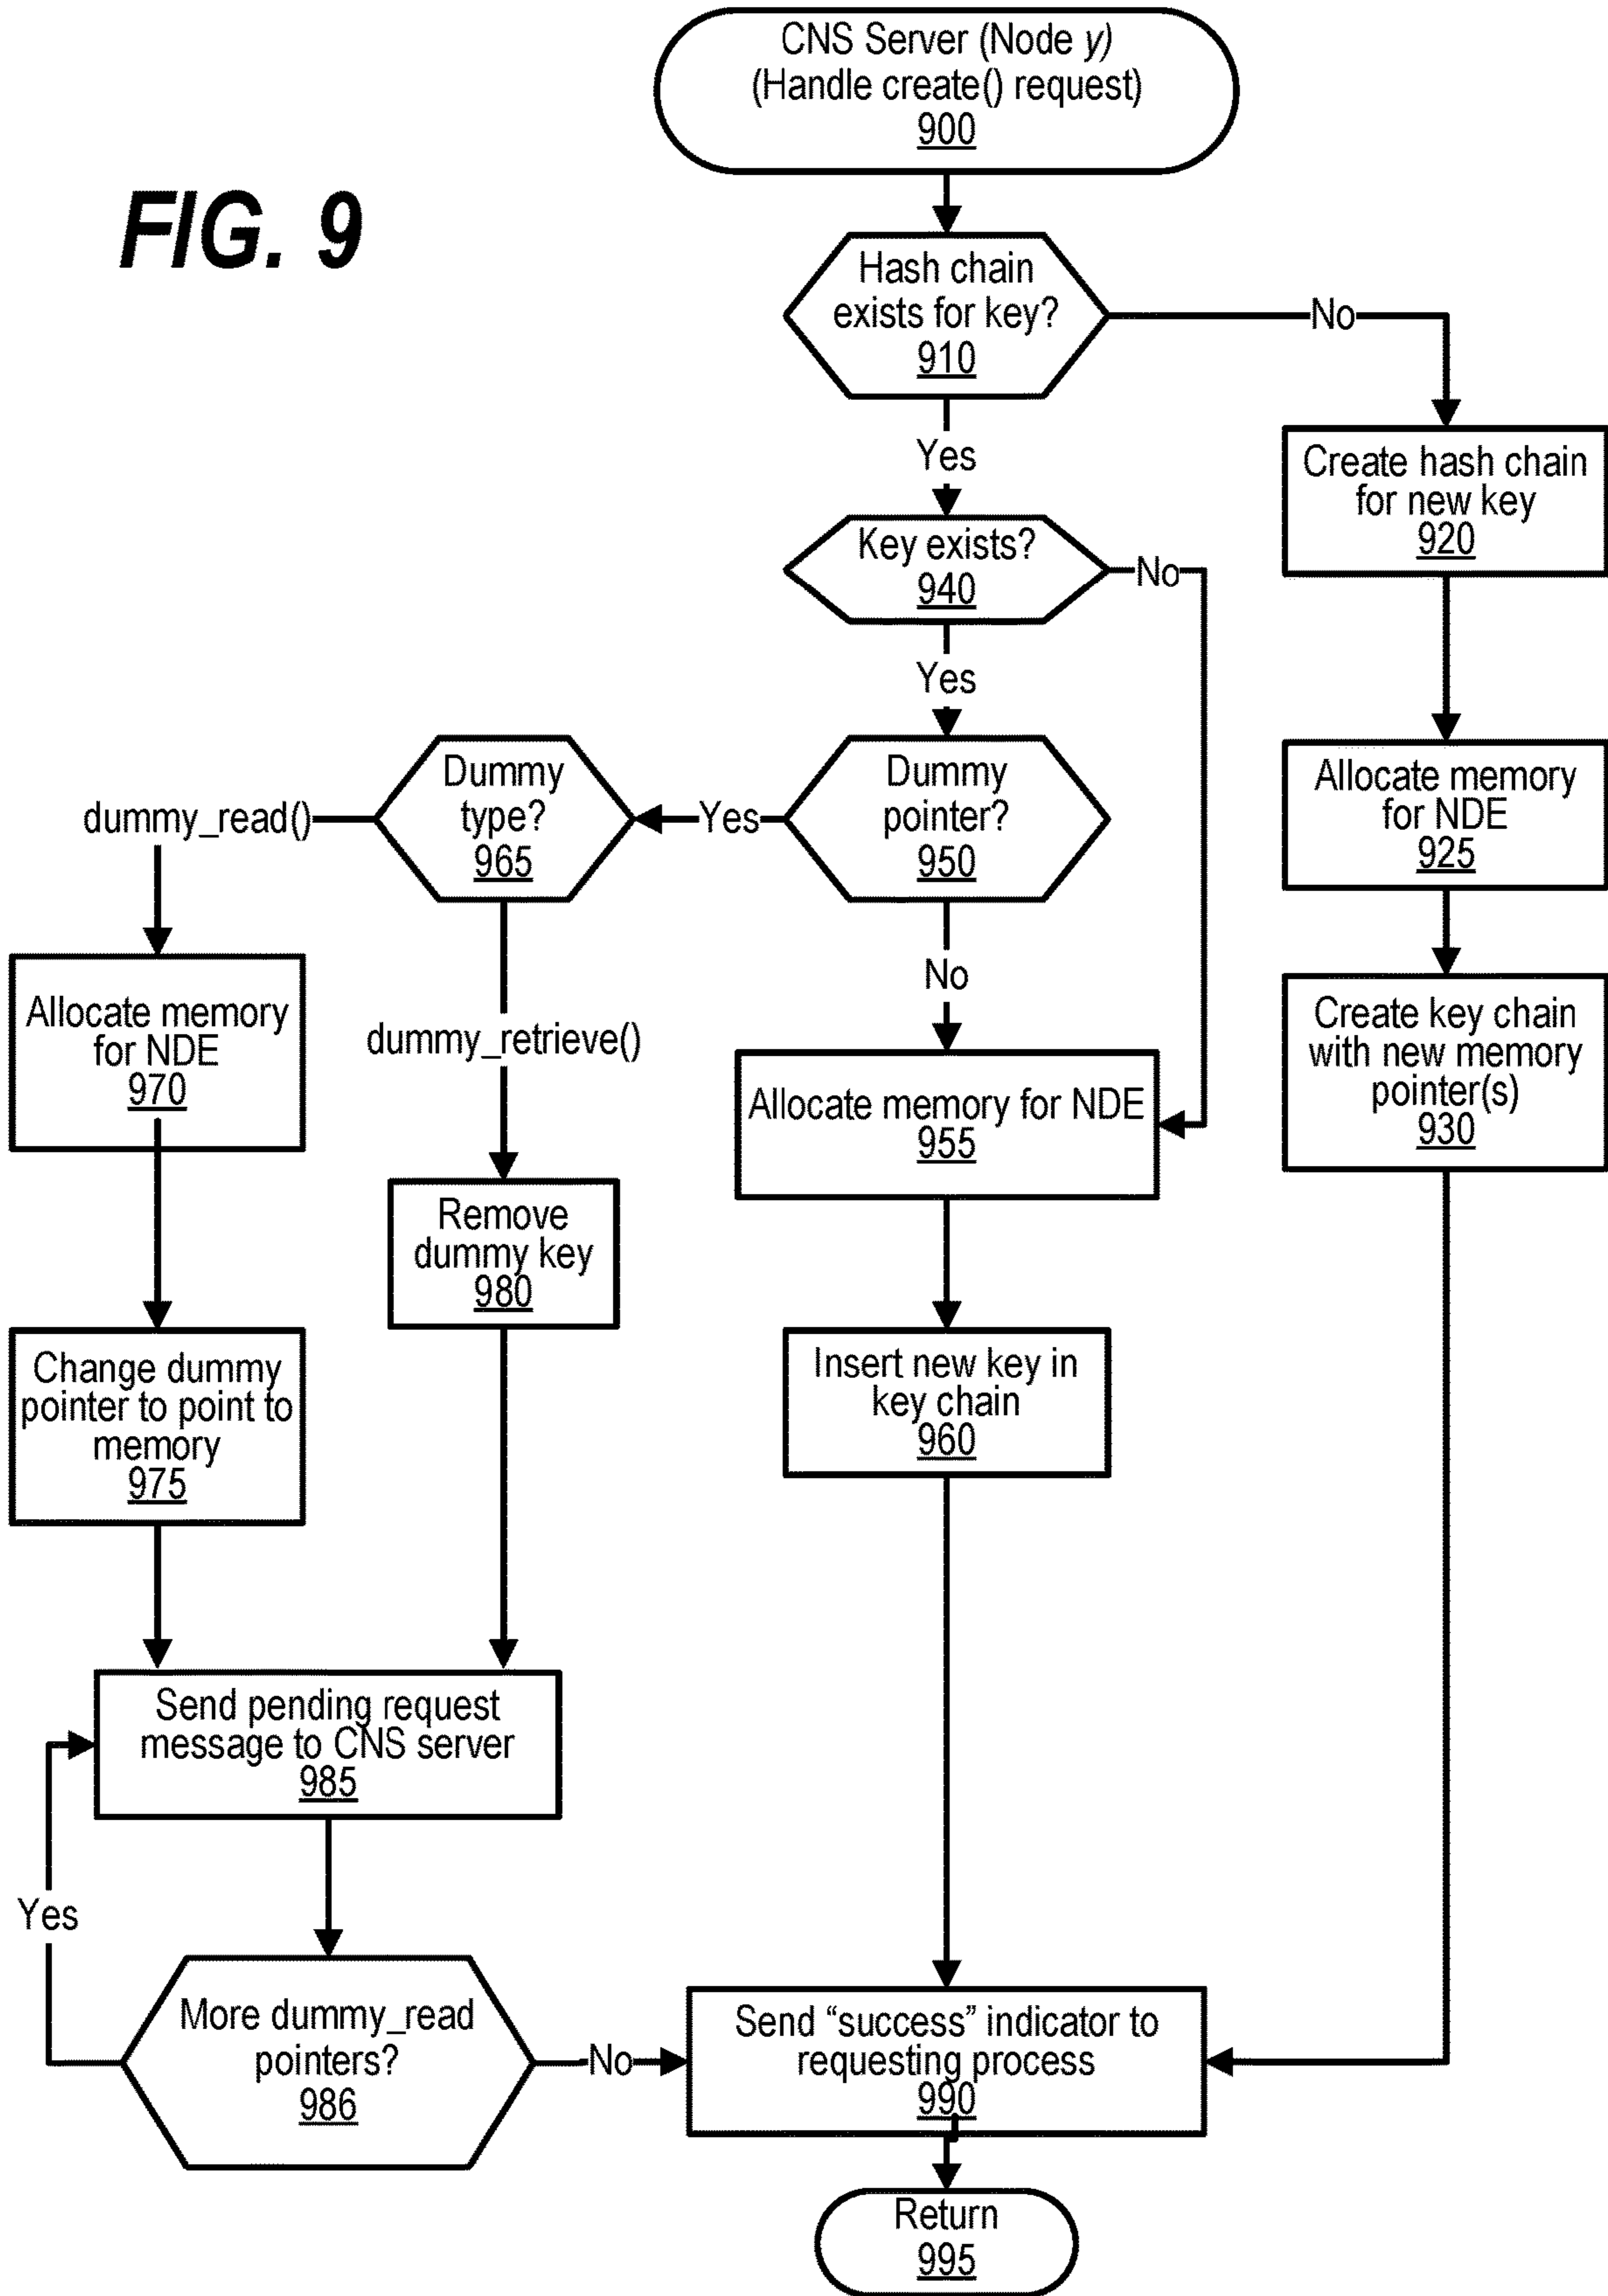 CNS Server (Node y)
(Handle create() request)
900
FIG. 9
Hash chain
exists for key?
910
No
Yes
Create hash chain
for new key
920
Key exists?
940
No
Yes
Dummy
type?
965
dummy_read()
Yes
Dummy
pointer?
950
Allocate memory
for NDE
925
No
Allocate memory
for NDE
970
dummy_retrieve()
Create key chain
with new memory
pointer(s)
930
Allocate memory for NDE
955
Remove
dummy key
980
Change dummy
pointer to point to
memory
975
Insert new key in
key chain
960
Send pending request
message to CNS server
985
Yes
More dummy_read
pointers?
986
No
Send “success” indicator to
requesting process
990
Return
995